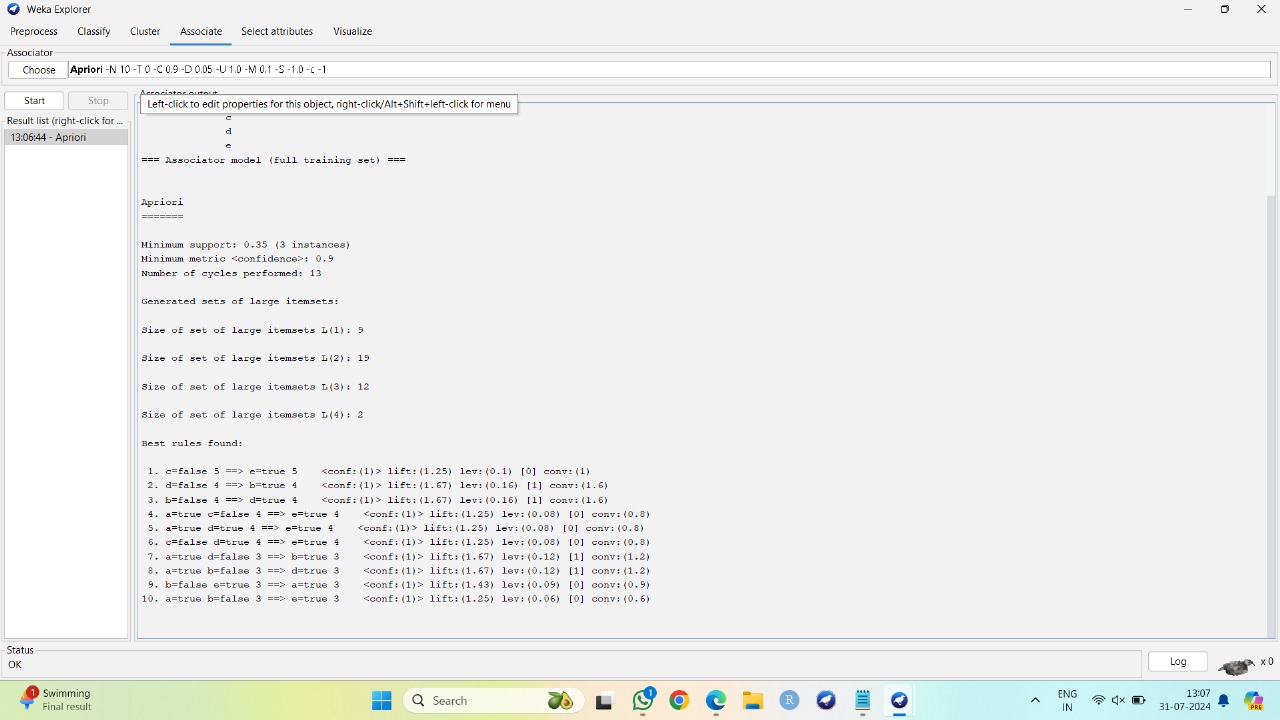 Weka Explorer
Preprocess Classify Cluster Associate Select attributes Visualize
Associator
Choose Apriori -N 10 -T 0 -C 0.9 -D 0.05 -U 1.0 -M 0.1 -S -1.0 -c -1
Start Stop
Left-click to edit properties for this object, right-click/Alt+Shift+left-click for menu
Result list (right-click for ...
13:06:44 - Apriori
c
d
e
=== Associator model (full training set) ===
Apriori
=======
Minimum support: 0.35 (3 instances)
Minimum metric <confidence>: 0.9
Number of cycles performed: 13
Generated sets of large itemsets:
Size of set of large itemsets L(1): 9
Size of set of large itemsets L(2): 19
Size of set of large itemsets L(3): 12
Size of set of large itemsets L(4): 2
Best rules found:
1. c=false 5 ==> e=true 5 <conf:(1)> lift:(1.25) lev:(0.1) [0] conv:(1)
2. d=false 4 ==> b=true 4 <conf:(1)> lift:(1.67) lev:(0.16) [1] conv:(1.6)
3. b=false 4 ==> d=true 4 <conf:(1)> lift:(1.67) lev:(0.16) [1] conv:(1.6)
4. a=true c=false 4 ==> e=true 4 <conf:(1)> lift:(1.25) lev:(0.08) [0] conv:(0.8)
5. a=true d=true 4 ==> e=true 4 <conf:(1)> lift:(1.25) lev:(0.08) [0] conv:(0.8)
6. c=false d=true 4 ==> e=true 4 <conf:(1)> lift:(1.25) lev:(0.08) [0] conv:(0.8)
7. a=true d=false 3 ==> b=true 3 <conf:(1)> lift:(1.67) lev:(0.12) [1] conv:(1.2)
8. a=true b=false 3 ==> d=true 3 <conf:(1)> lift:(1.67) lev:(0.12) [1] conv:(1.2)
9. b=false e=true 3 ==> a=true 3 <conf:(1)> lift:(1.43) lev:(0.09) [0] conv:(0.9)
10. a=true b=false 3 ==> e=true 3 <conf:(1)> lift:(1.25) lev:(0.06) [0] conv:(0.6)
Status
OK
Log x 0
1 Swimming
Final result
Search
R
1
ENG
IN
13:07
31-07-2024
PRE